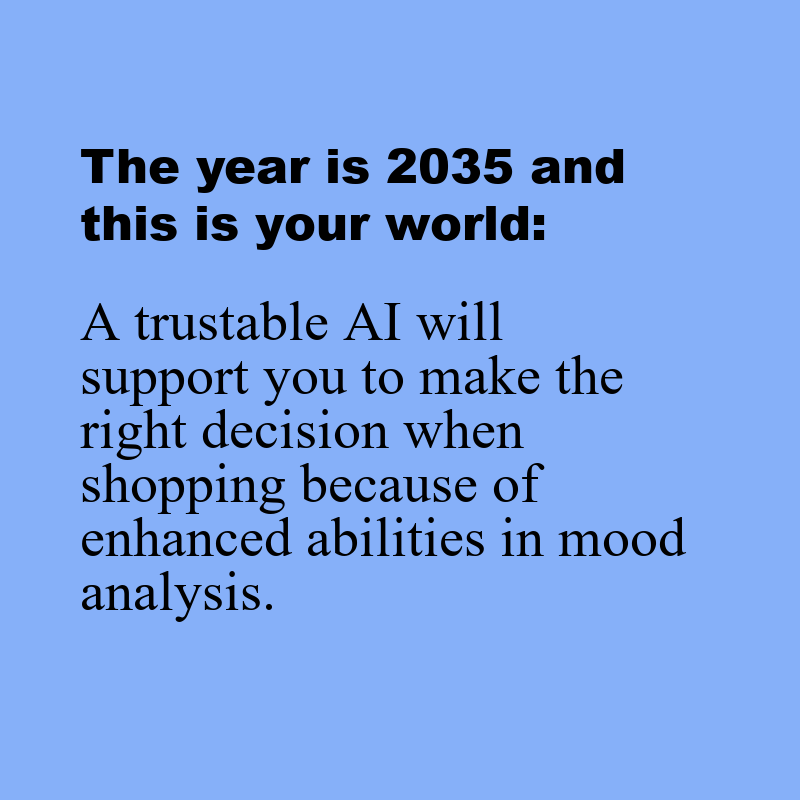 The year is 2035 and
this is your world:
A trustable AI will
support you to make the
right decision when
shopping because of
enhanced abilities in mood
analysis.